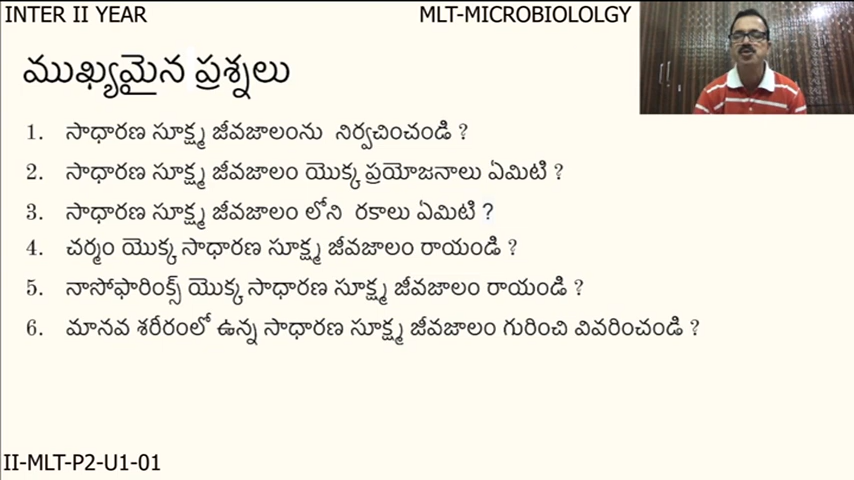 INTER II YEAR
MLT-MICROBIOLOLGY
ముఖ్యమైన ప్రశ్నలు
1. సాధారణ సూక్ష్మ జీవజాలంను నిర్వచించండి ?
2. సాధారణ సూక్ష్మ జీవజాలం యొక్క ప్రయోజనాలు ఏమిటి ?
3. సాధారణ సూక్ష్మ జీవజాలం లోని రకాలు ఏమిటి ?
4. చర్మం యొక్క సాధారణ సూక్ష్మ జీవజాలం రాయండి ?
5. నాసోఫారింక్స్ యొక్క సాధారణ సూక్ష్మ జీవజాలం రాయండి ?
6. మానవ శరీరంలో ఉన్న సాధారణ సూక్ష్మ జీవజాలం గురించి వివరించండి ?
II-MLT-P2-U1-01